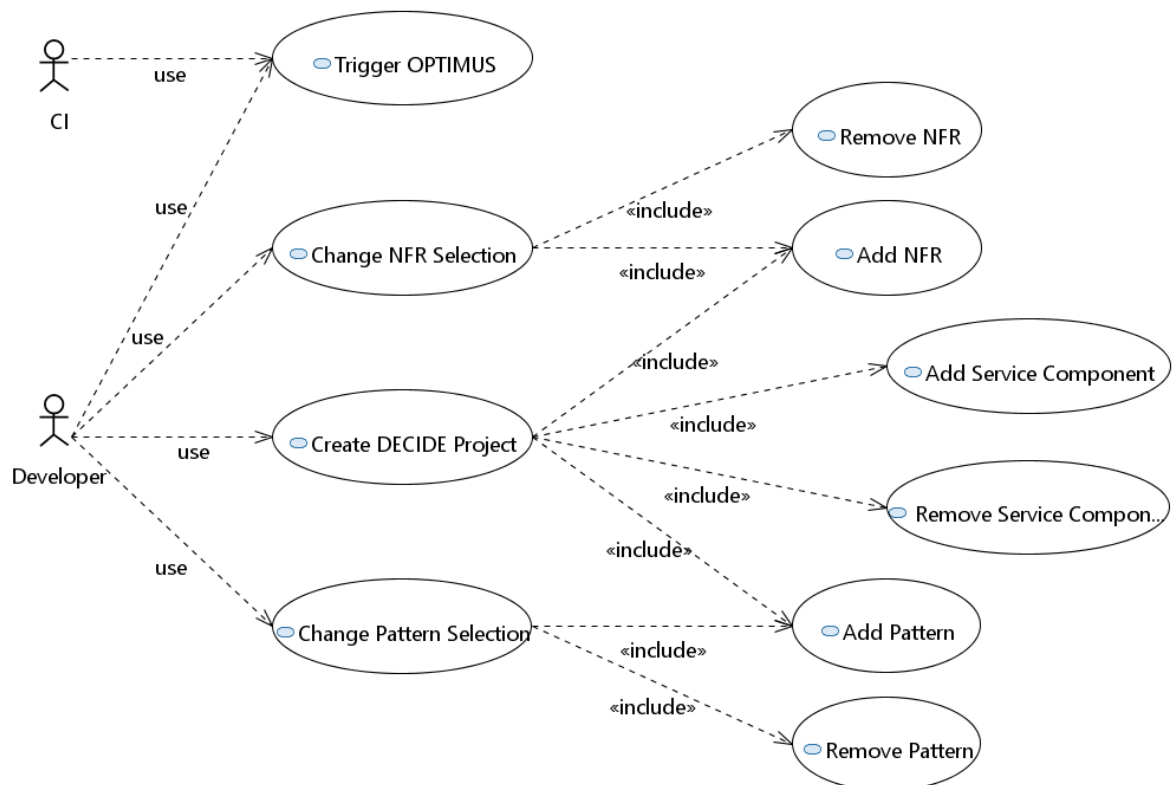 Trigger OPTIMUS
use
CI
Remove NFR
use
«include»
Change NFR Selection
Add NFR
«include»
use
«include»
Add Service Component
«include»
Create DECIDE Project
use
Developer
«include»
Remove Service Compon...
«include»
use
Change Pattern Selection
Add Pattern
«include»
«include»
Remove Pattern